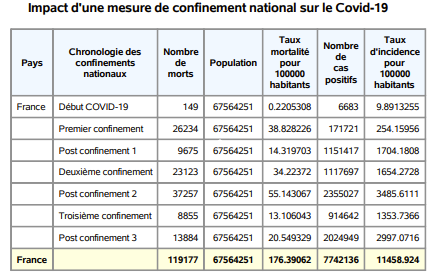 Impact d'une mesure de confinement national sur le Covid-19
Pays Chronologie des confinements nationaux Nombre de morts Population Taux mortalité pour 100000 habitants Nombre de cas positifs Taux d'incidence pour 100000 habitants
France Début COVID-19 149 67564251 0.2205308 6683 9.8913255
Premier confinement 26234 67564251 38.828226 171721 254.15956
Post confinement 1 9675 67564251 14.319703 1151417 1704.1808
Deuxième confinement 23123 67564251 34.22372 1117697 1654.2728
Post confinement 2 37257 67564251 55.143067 2355027 3485.6111
Troisième confinement 8855 67564251 13.106043 914642 1353.7366
Post confinement 3 13884 67564251 20.549329 2024949 2997.0716
France 119177 67564251 176.39062 7742136 11458.924